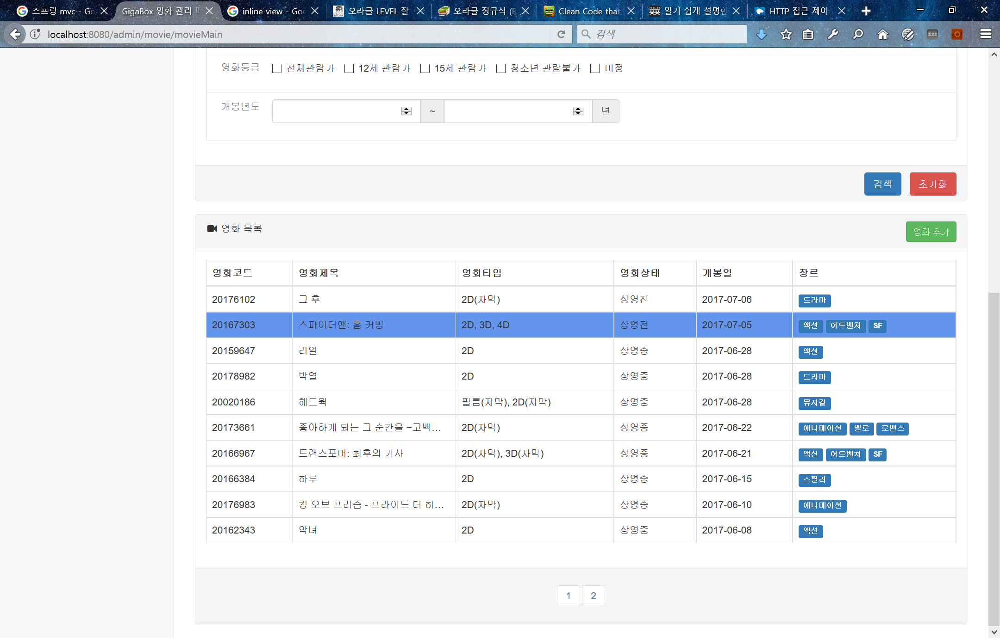 스프링 mvc - Go
GigaBox 영화 관리
inline view - Goo
오라클 LEVEL 잘
오라클 정규식 (R
Clean Code that
알기 쉽게 설명한
HTTP 접근 제어
localhost:8080/admin/movie/movieMain
검색
zzz
영화등급 전체관람가 12세 관람가 15세 관람가 청소년 관람불가 미정
개봉년도 ~ 년
검색 초기화
영화 목록 영화 추가
영화코드 영화제목 영화타입 영화상태 개봉일 장르
20176102 그 후 2D(자막) 상영전 2017-07-06 드라마
20167303 스파이더맨: 홈 커밍 2D, 3D, 4D 상영전 2017-07-05 액션 어드벤처 SF
20159647 리얼 2D 상영중 2017-06-28 액션
20178982 박열 2D 상영중 2017-06-28 드라마
20020186 헤드윅 필름(자막), 2D(자막) 상영중 2017-06-28 뮤지컬
20173661 좋아하게 되는 그 순간을 ~고백... 2D(자막) 상영중 2017-06-22 애니메이션 멜로 로맨스
20166967 트랜스포머: 최후의 기사 2D(자막), 3D(자막) 상영중 2017-06-21 액션 어드벤처 SF
20166384 하루 2D 상영중 2017-06-15 스릴러
20176983 킹 오브 프리즘 - 프라이드 더 히... 2D(자막) 상영중 2017-06-10 애니메이션
20162343 악녀 2D 상영중 2017-06-08 액션
1 2